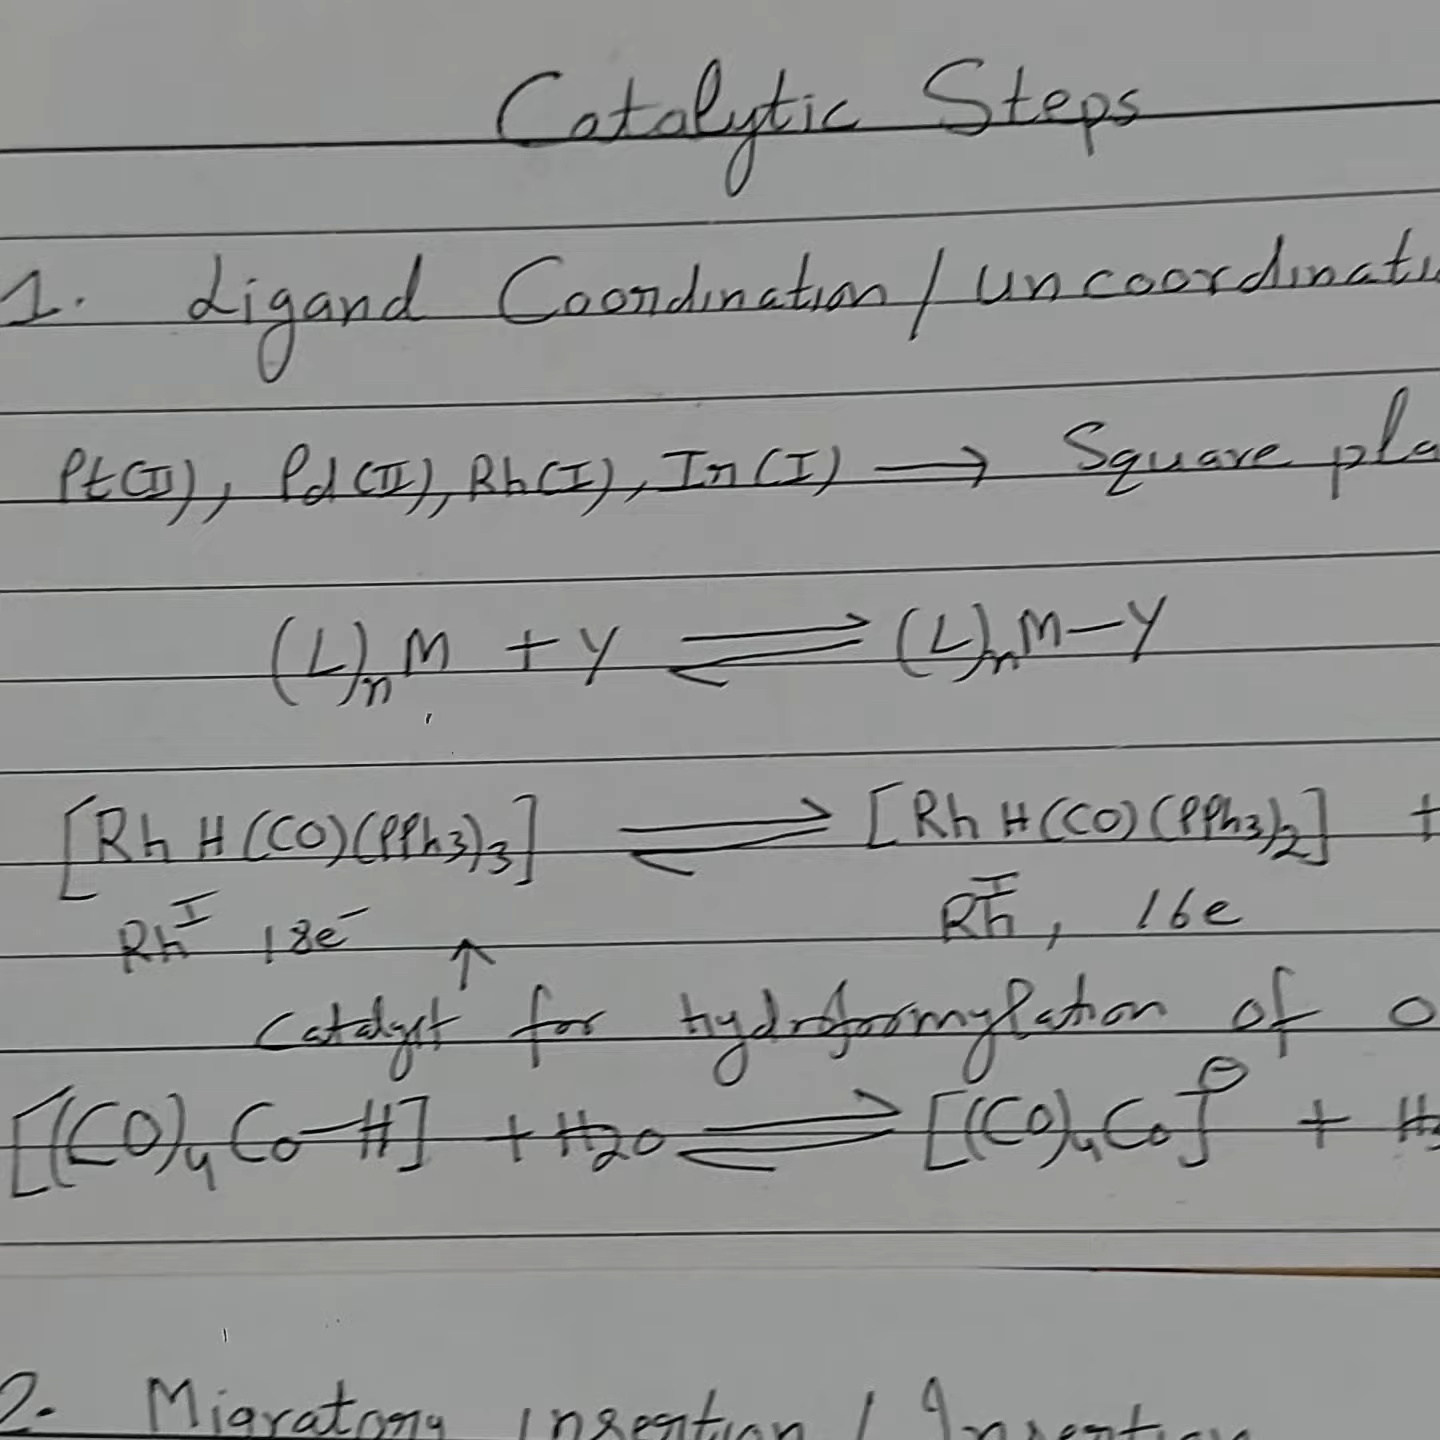 Catalytic Steps
1. Ligand Coordination / uncoordinati
Pt(II), Pd(II), Rh(I), Ir(I) ⟶ Square pla
(L)ₙM + Y ⇌ (L)ₙM–Y
[RhH(CO)(PPh₃)₃] ⇌ [RhH(CO)(PPh₃)₂] +
Rhᴵ 18e⁻ Rhᴵ, 16e
↑
Catalyst for hydroformylation of o
[(CO)₄Co–H] + H₂O ⇌ [(CO)₄Co]⊖ + H₃
2. Migratory insertion / Insertion